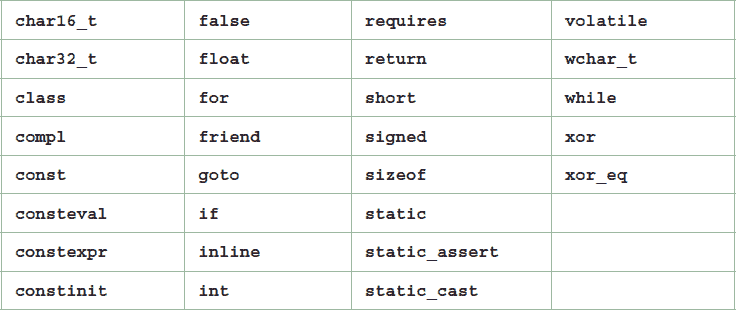 char16_t false requires volatile
char32_t float return wchar_t
class for short while
compl friend signed xor
const goto sizeof xor_eq
consteval if static
constexpr inline static_assert
constinit int static_cast